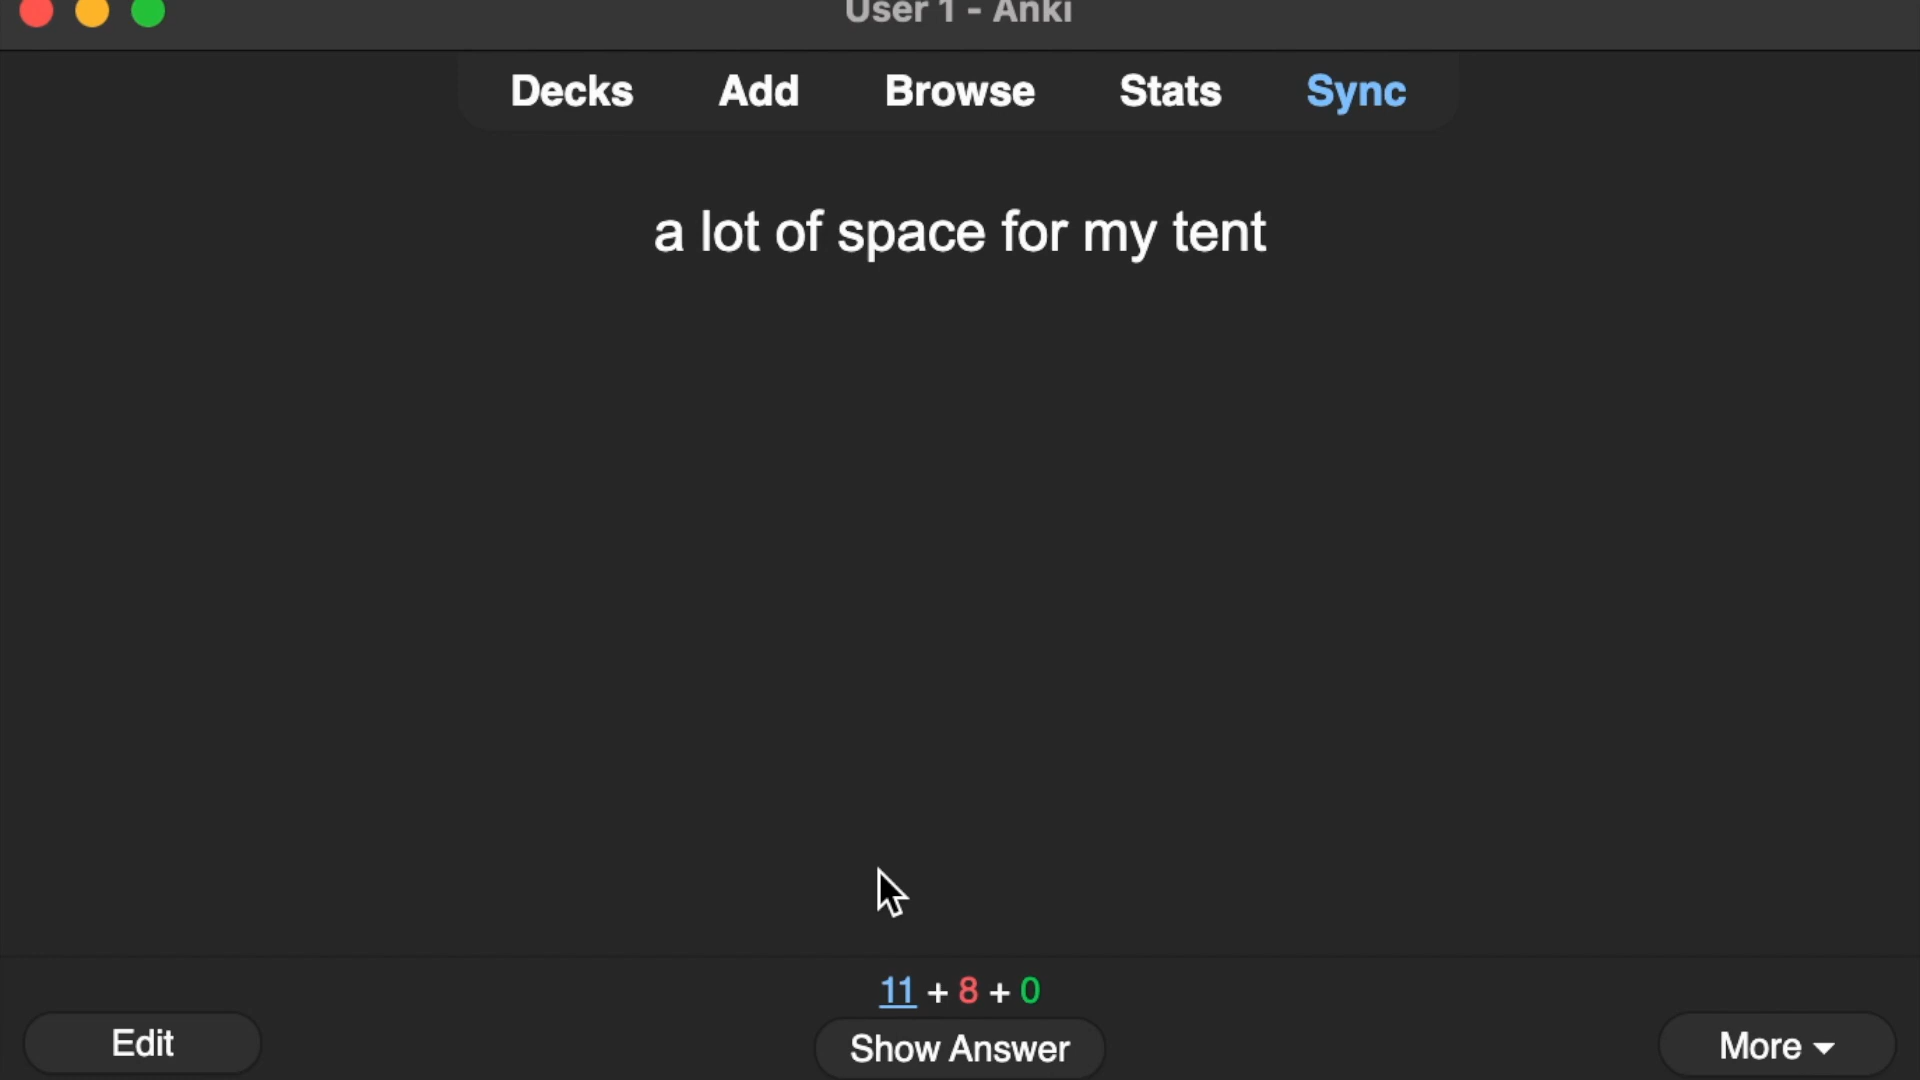 User 1 - Anki
Decks Add Browse Stats Sync
a lot of space for my tent
11 + 8 + 0
Edit Show Answer More